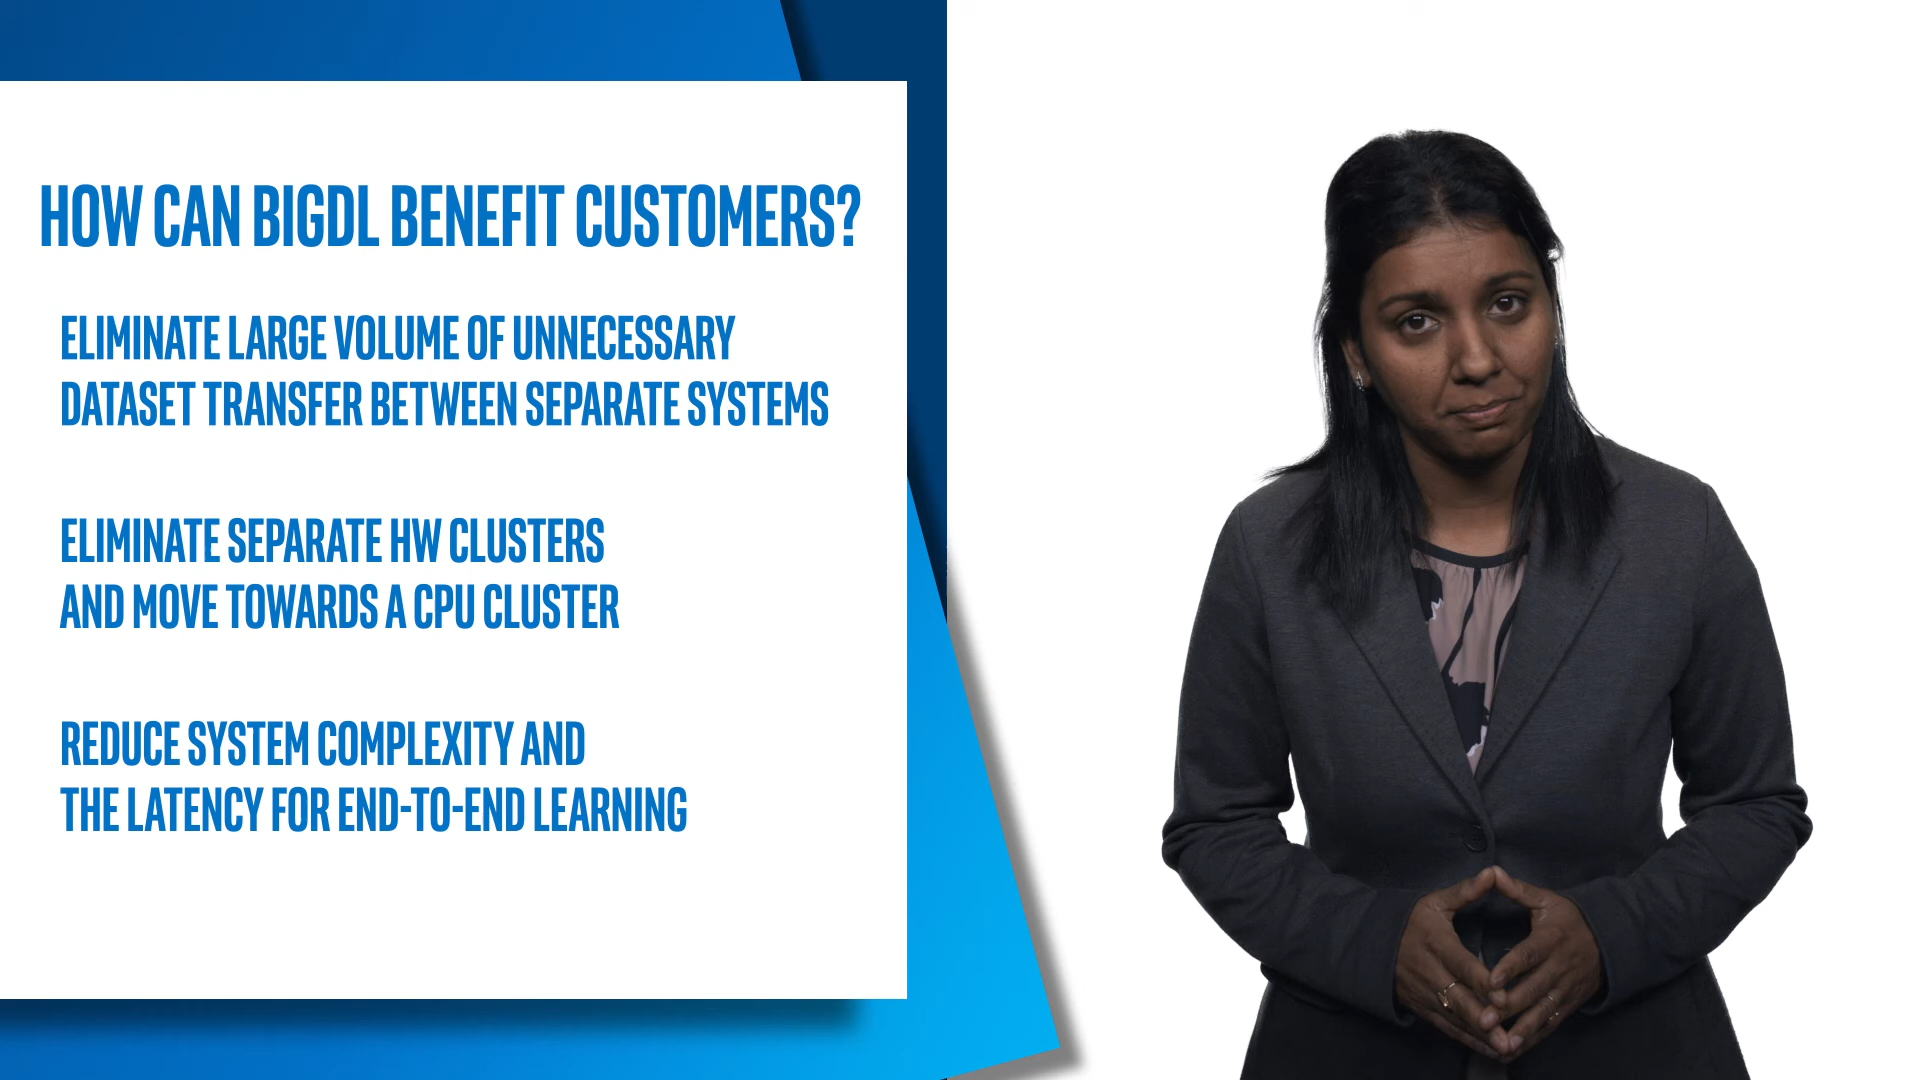 HOW CAN BIGDL BENEFIT CUSTOMERS?
ELIMINATE LARGE VOLUME OF UNNECESSARY
DATASET TRANSFER BETWEEN SEPARATE SYSTEMS
ELIMINATE SEPARATE HW CLUSTERS
AND MOVE TOWARDS A CPU CLUSTER
REDUCE SYSTEM COMPLEXITY AND
THE LATENCY FOR END-TO-END LEARNING